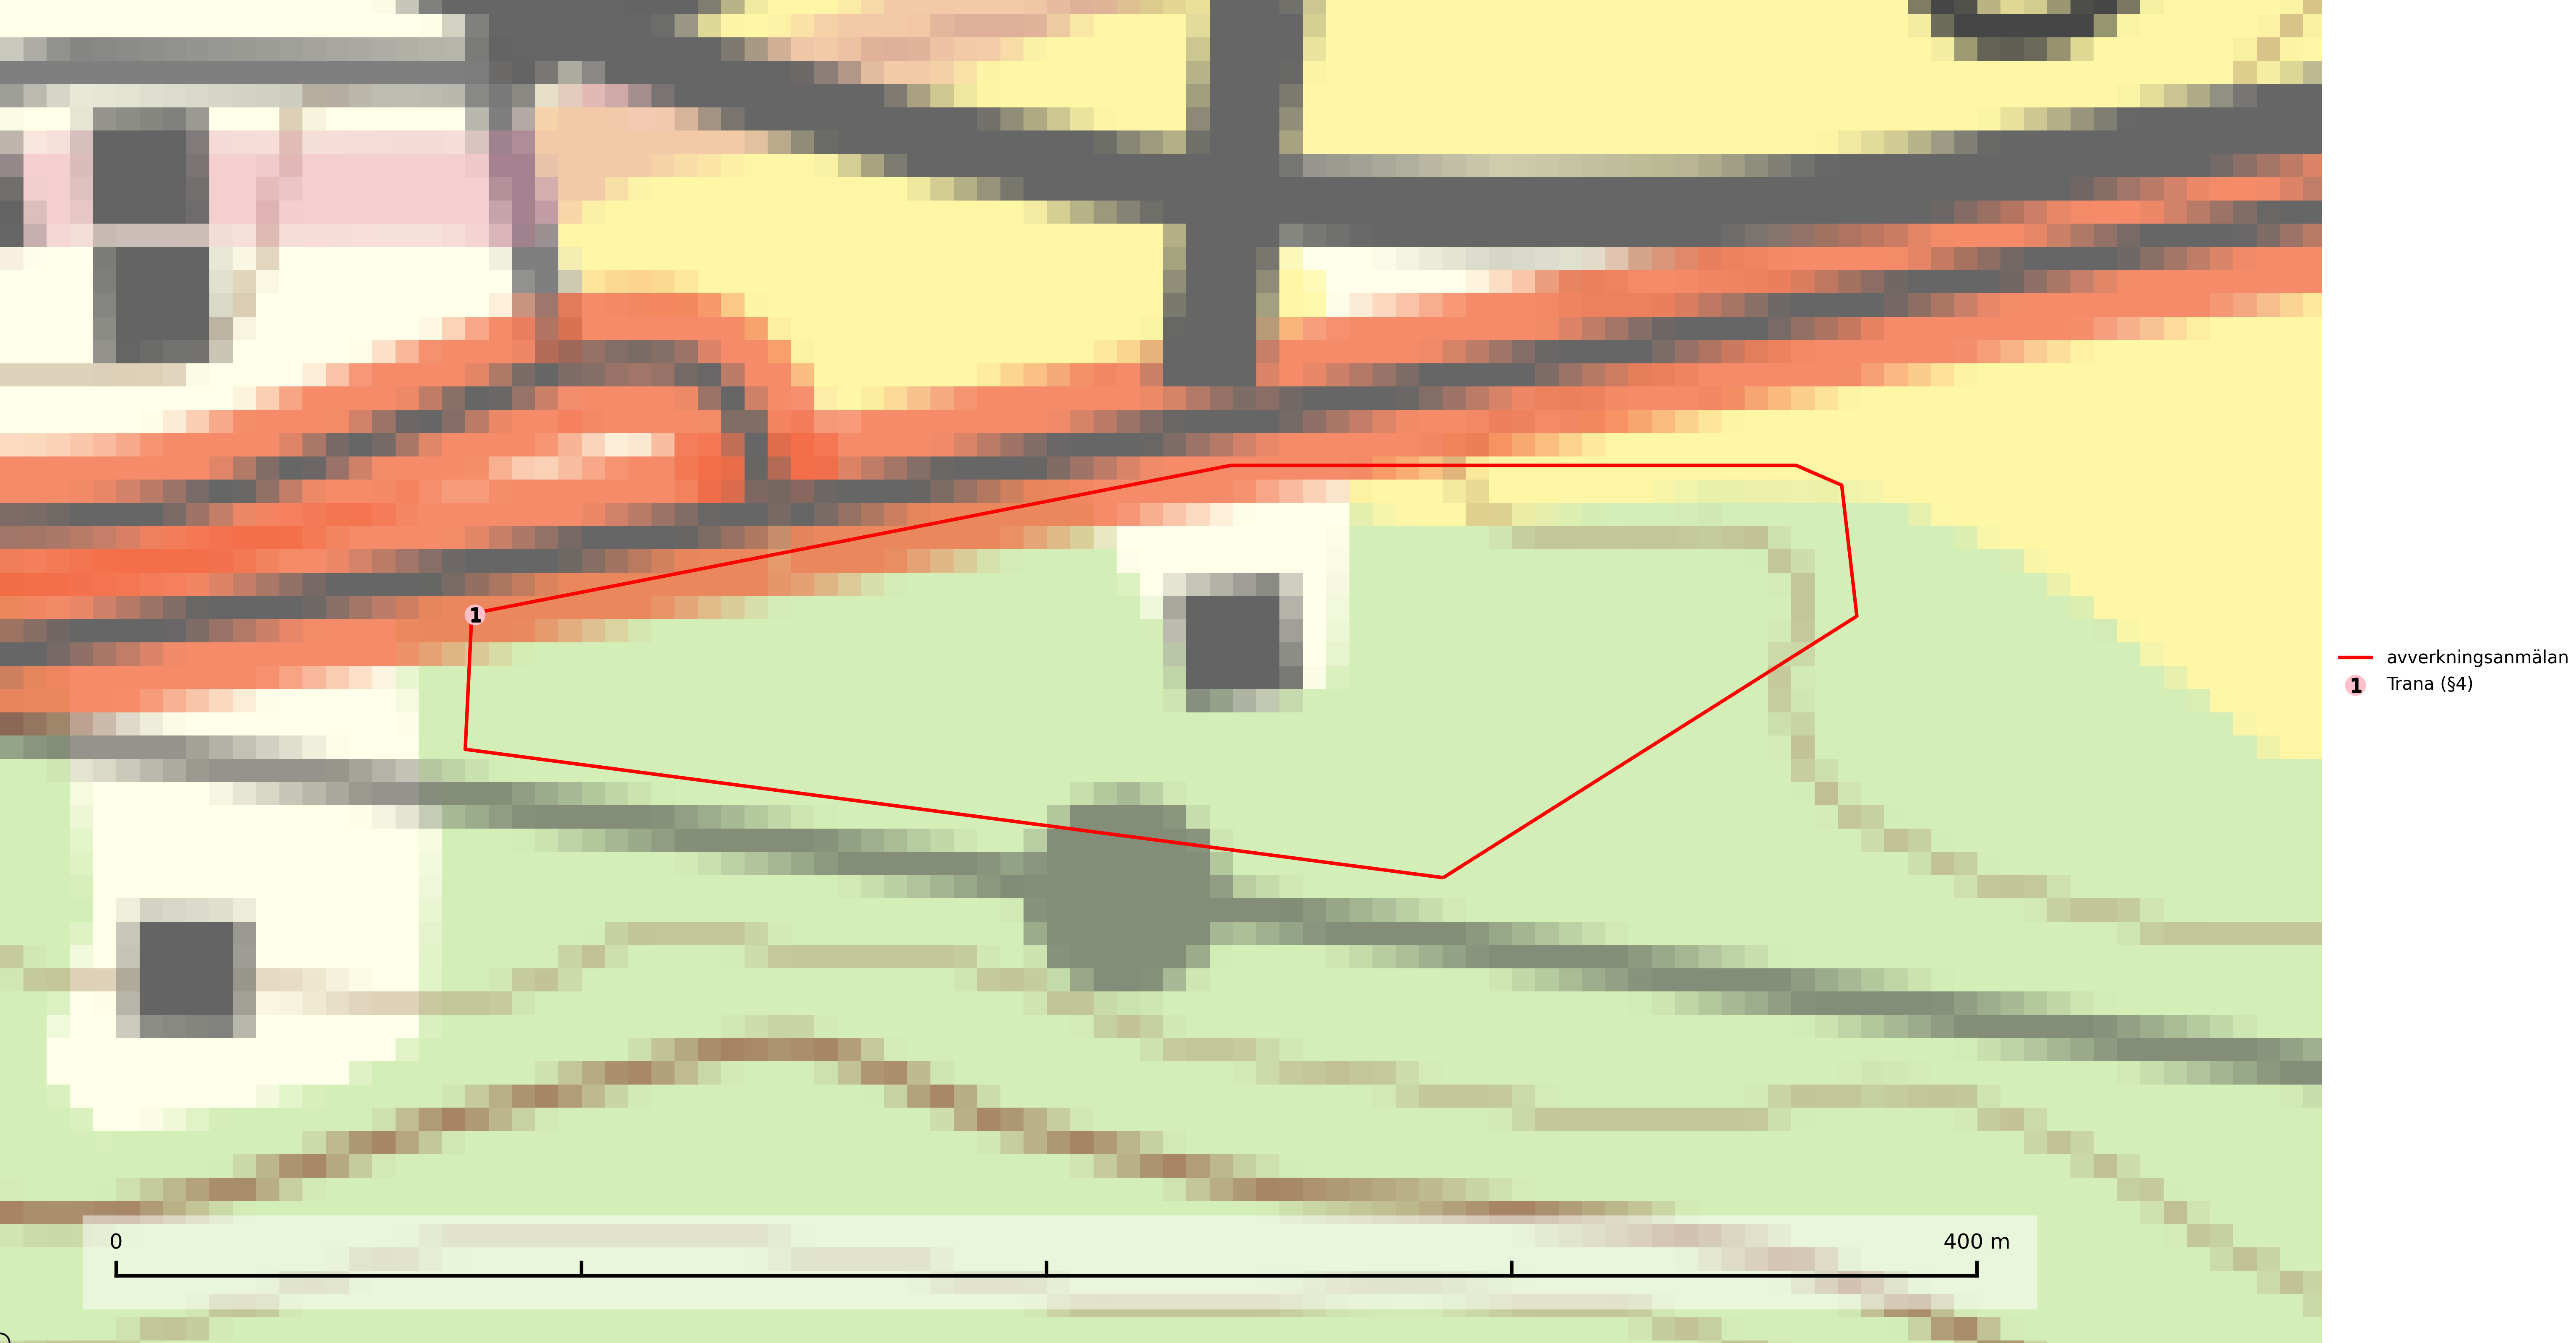 1
avverkningsanmälan
1 Trana (§4)
0 400 m